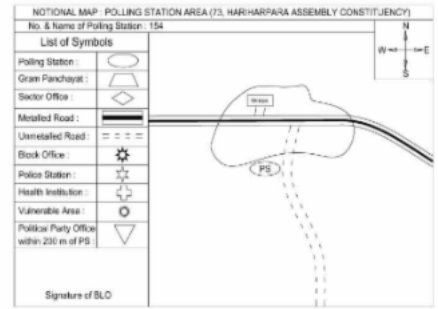 NOTIONAL MAP : POLLING STATION AREA (73, HARIHARPARA ASSEMBLY CONSTITUENCY)
No. & Name of Polling Station : 154
List of Symbols
Polling Station :
Gram Panchayat :
Sector Office :
Metalled Road :
Unmetalled Road :
Block Office :
Police Station :
Health Institution :
Vulnerable Area :
Political Party Office
within 200 m of PS :
Signature of BLO
N
W
E
S
PS